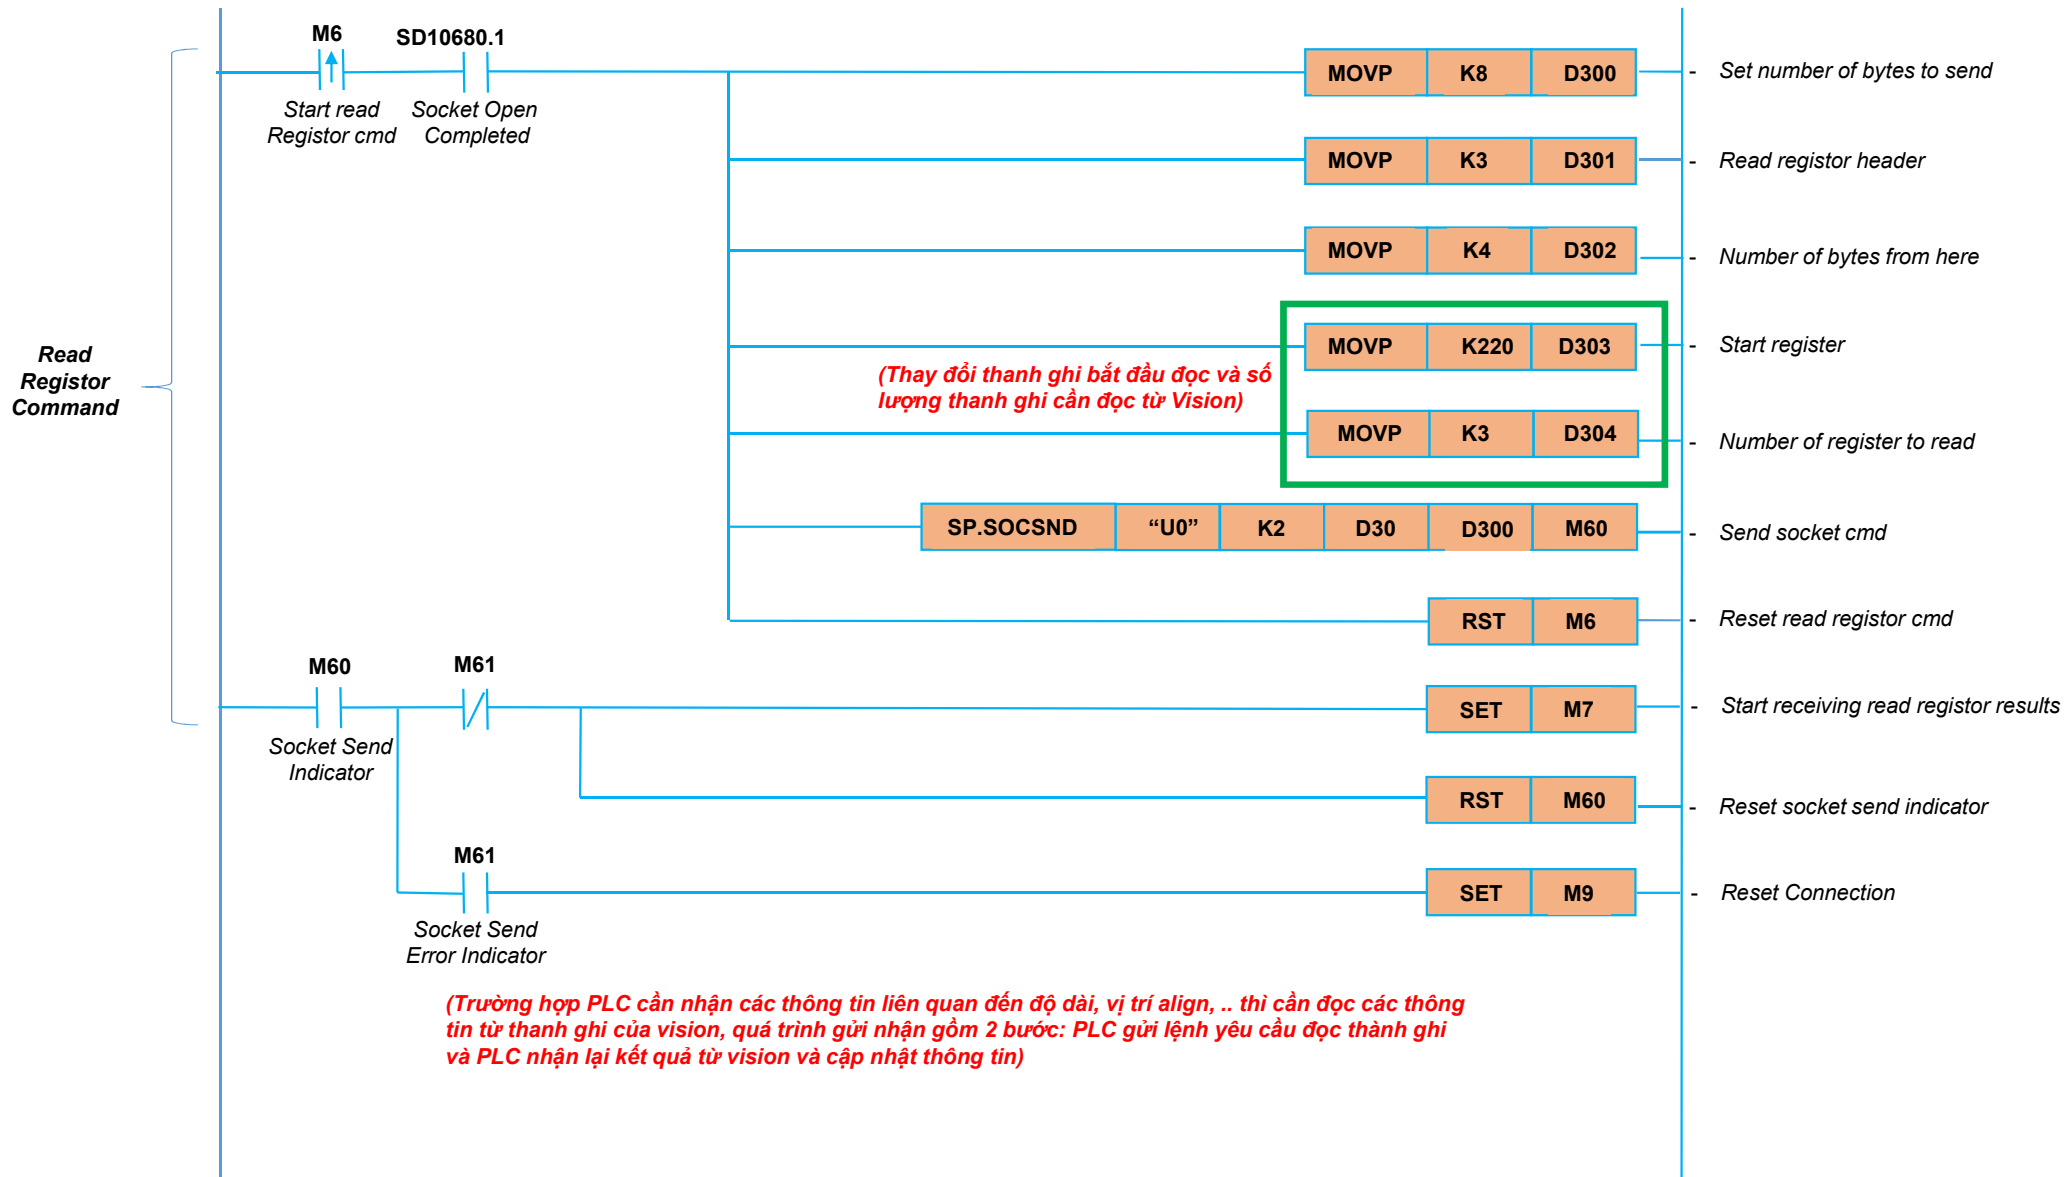 M6
SD10680.1
MOVP K8 D300
- Set number of bytes to send
Start read
Registor cmd
Socket Open
Completed
MOVP K3 D301
- Read registor header
MOVP K4 D302
- Number of bytes from here
MOVP K220 D303
- Start register
Read
Registor
Command
(Thay đổi thanh ghi bắt đầu đọc và số
lượng thanh ghi cần đọc từ Vision)
MOVP K3 D304
- Number of register to read
SP.SOCSND “U0” K2 D30 D300 M60
- Send socket cmd
RST M6
- Reset read registor cmd
M60
M61
SET M7
- Start receiving read registor results
Socket Send
Indicator
RST M60
- Reset socket send indicator
M61
SET M9
- Reset Connection
Socket Send
Error Indicator
(Trường hợp PLC cần nhận các thông tin liên quan đến độ dài, vị trí align, .. thì cần đọc các thông
tin từ thanh ghi của vision, quá trình gửi nhận gồm 2 bước: PLC gửi lệnh yêu cầu đọc thành ghi
và PLC nhận lại kết quả từ vision và cập nhật thông tin)